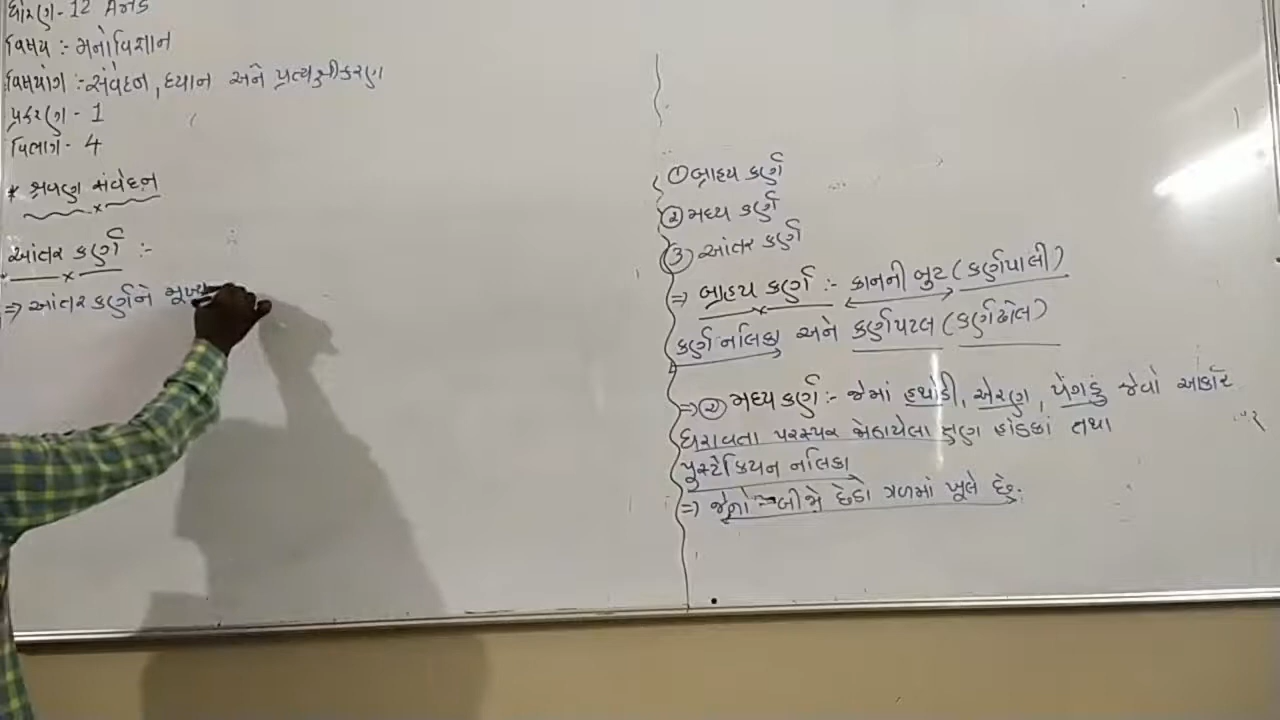 ધોરણ- 12 Arts
વિષય :- મનોવિજ્ઞાન
વિષયાંગ :- સંવેદન, ધ્યાન અને પ્રત્યક્ષીકરણ
પ્રકરણ - 1
વિભાગ- 4
* શ્રવણ સંવેદન
આંતર કર્ણ :-
⇒ આંતર કર્ણને મુખ્ય
① બાહ્ય કર્ણ
② મધ્ય કર્ણ
③ આંતર કર્ણ
⇒ બાહ્ય કર્ણ :- કાનની બુટ (કર્ણપાલી)
કર્ણ નલિકા અને કર્ણપટલ (કર્ણઢોલ)
⇒ ② મધ્ય કર્ણ :- જેમાં હથોડી, એરણ, પેંગડું જેવો આકાર
ધરાવતા પરસ્પર જોડાયેલા ત્રણ હાડકાં તથા
યુસ્ટેકિયન નલિકા
⇒ જેનો બીજો છેડો ગળામાં ખૂલે છે.